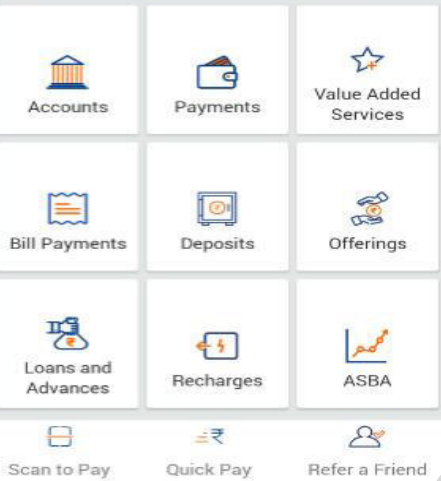 Accounts
Payments
Value Added
Services
Bill Payments
Deposits
Offerings
Loans and
Advances
Recharges
ASBA
Scan to Pay
Quick Pay
Refer a Friend